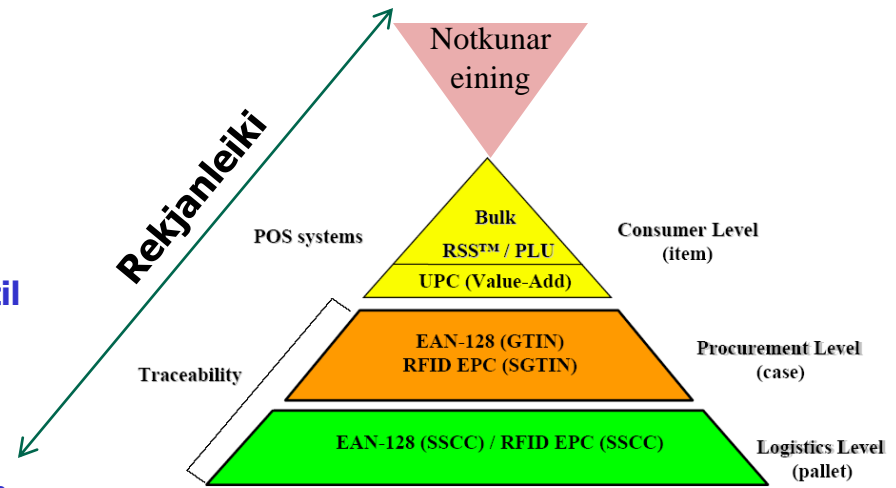 Notkunar
eining
Rekjanleiki
Bulk
RSS™ / PLU
UPC (Value-Add)
POS systems
Consumer Level
(item)
til
EAN-128 (GTIN)
RFID EPC (SGTIN)
Procurement Level
(case)
Traceability
EAN-128 (SSCC) / RFID EPC (SSCC)
Logistics Level
(pallet)